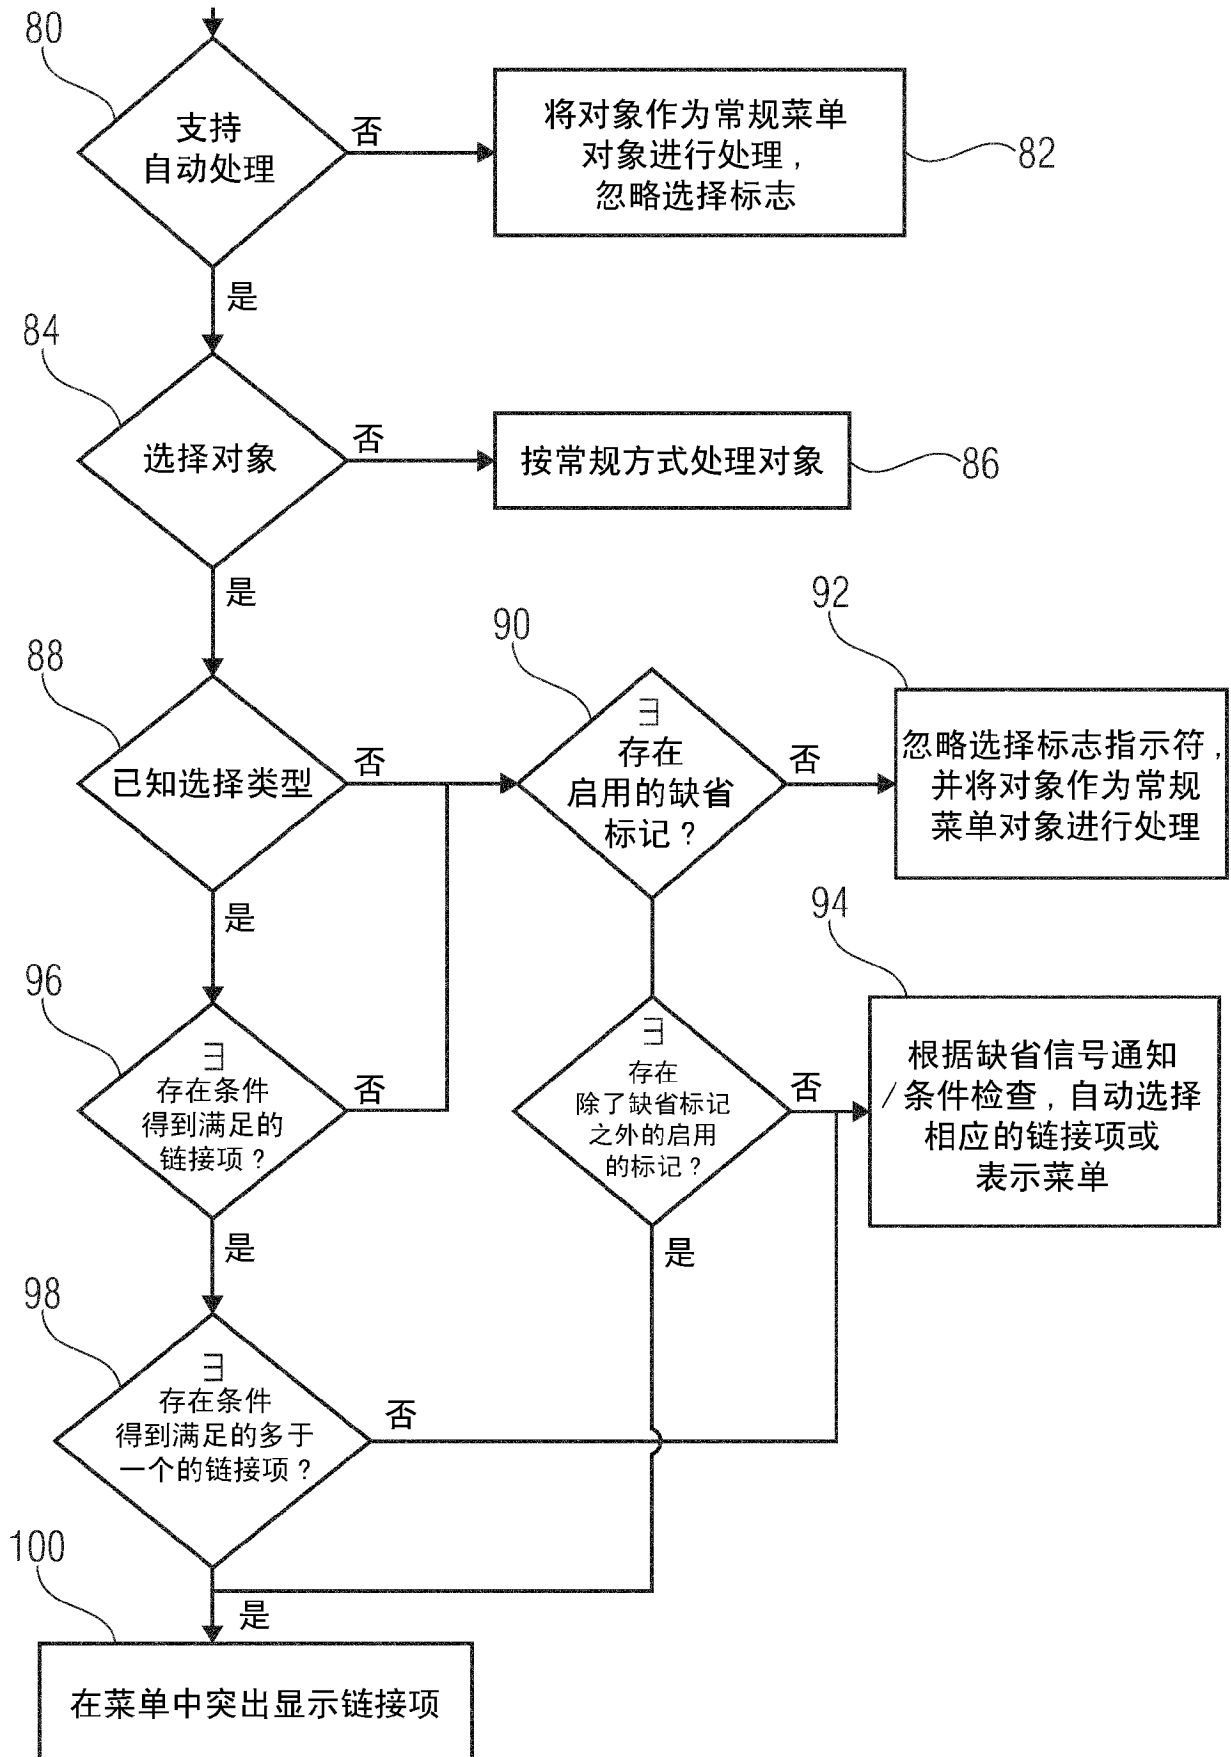 80
支持
自动处理
否
将对象作为常规菜单
对象进行处理，
忽略选择标志
82
是
84
选择对象
否
按常规方式处理对象
86
是
88
已知选择类型
否
90
∃
存在
启用的缺省
标记？
否
92
忽略选择标志指示符，
并将对象作为常规
菜单对象进行处理
是
96
∃
存在条件
得到满足的
链接项？
否
∃
存在
除了缺省标记
之外的启用
的标记？
否
94
根据缺省信号通知
/条件检查，自动选择
相应的链接项或
表示菜单
是
是
98
∃
存在条件
得到满足的多于
一个的链接项？
否
100
是
在菜单中突出显示链接项